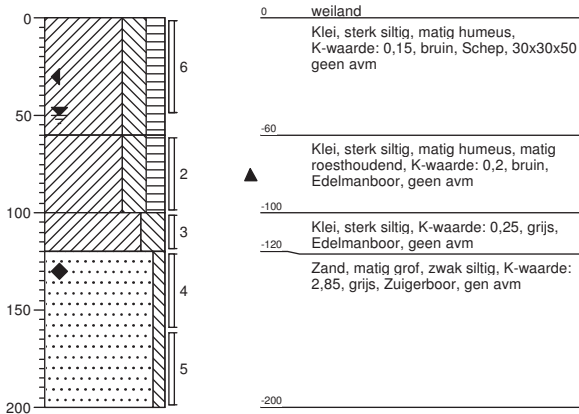 0
50
100
150
200
6
2
3
4
5
0 weiland
Klei, sterk siltig, matig humeus,
K-waarde: 0,15, bruin, Schep, 30x30x50
geen avm
-60
Klei, sterk siltig, matig humeus, matig
roesthoudend, K-waarde: 0,2, bruin,
Edelmanboor, geen avm
-100
Klei, sterk siltig, K-waarde: 0,25, grijs,
Edelmanboor, geen avm
-120
Zand, matig grof, zwak siltig, K-waarde:
2,85, grijs, Zuigerboor, gen avm
-200